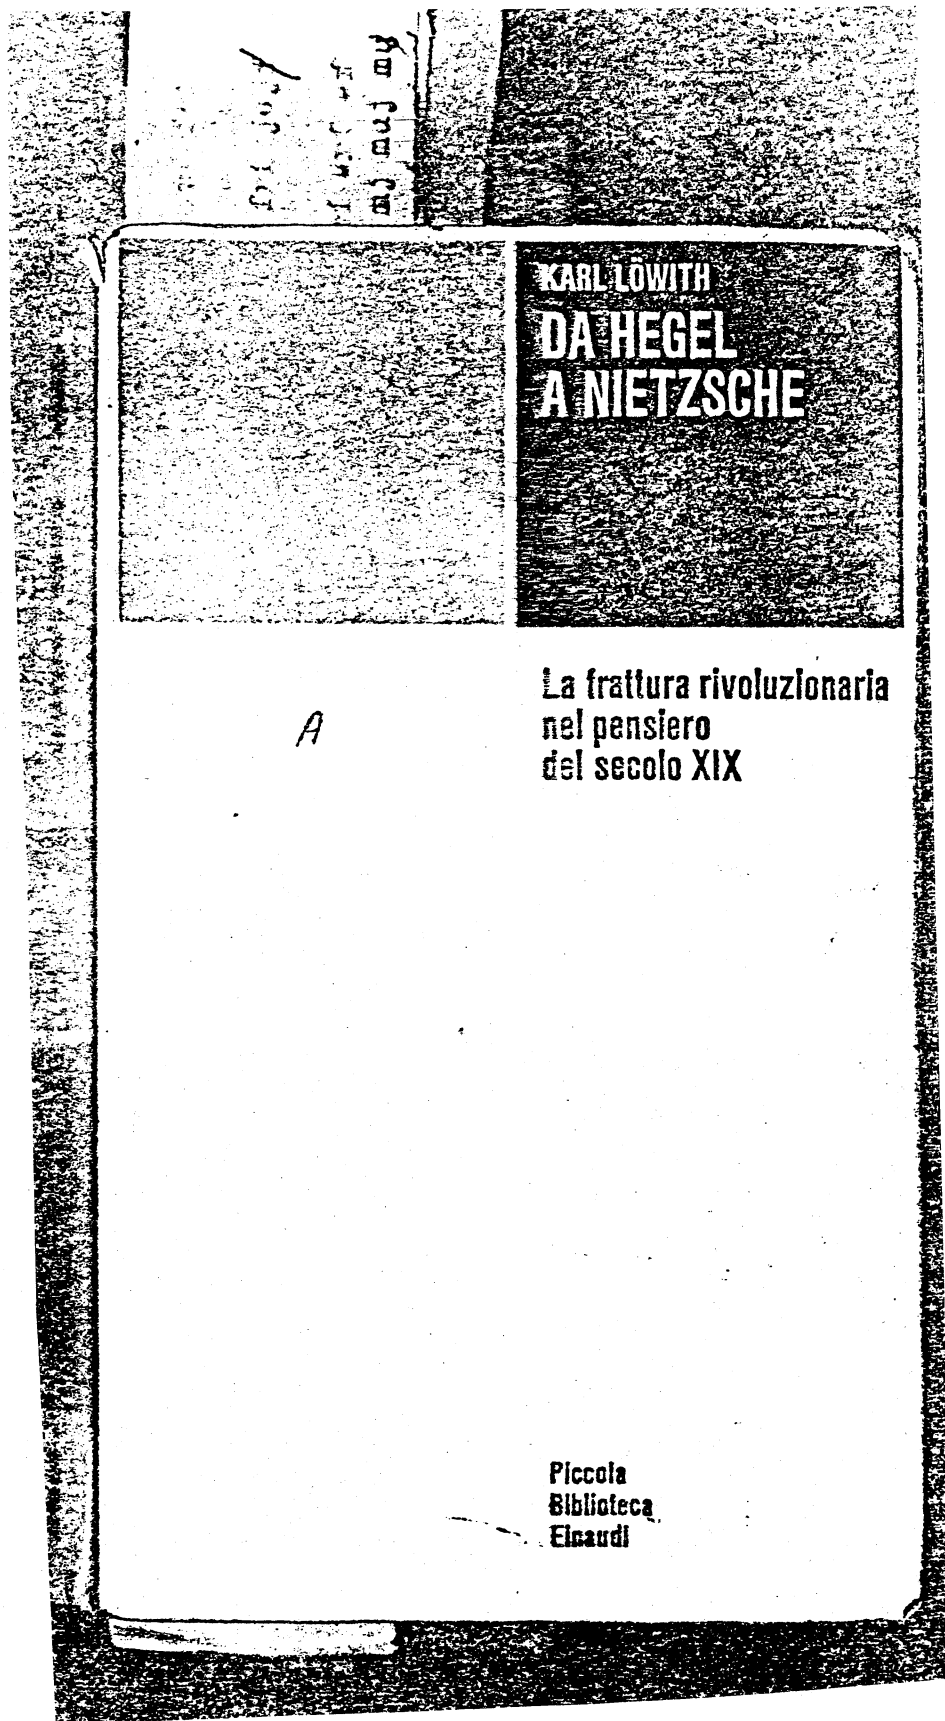 KARL LÖWITH
DA HEGEL
A NIETZSCHE
La frattura rivoluzionaria
nel pensiero
del secolo XIX
A
Piccola
Biblioteca
Einaudi